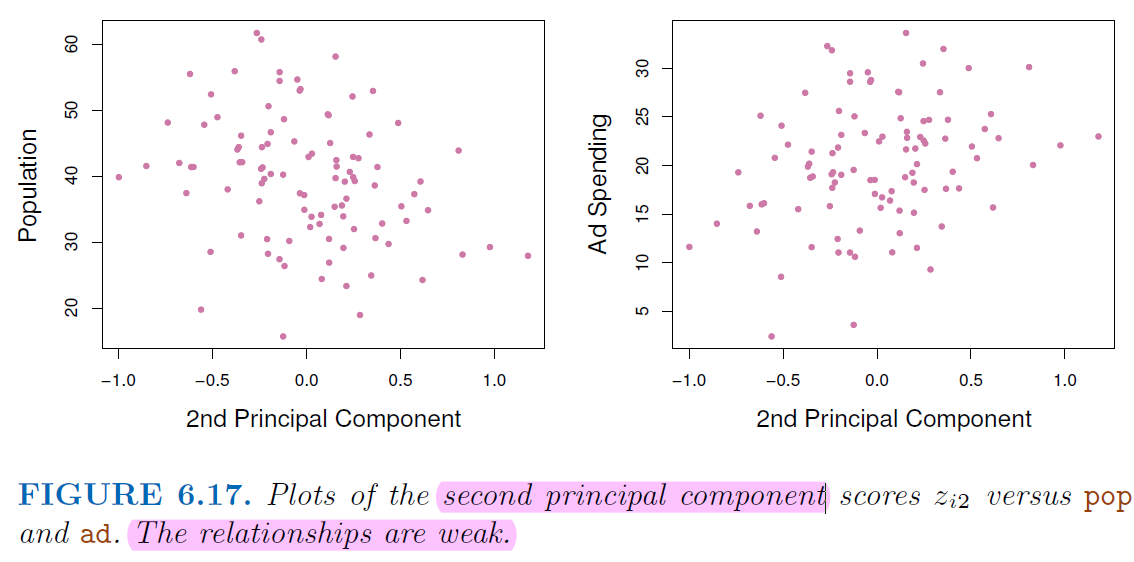 60
50
40
30
20
Population
−1.0 −0.5 0.0 0.5 1.0
2nd Principal Component
30
25
20
15
10
5
Ad Spending
−1.0 −0.5 0.0 0.5 1.0
2nd Principal Component
FIGURE 6.17. Plots of the second principal component scores zi2 versus pop
and ad. The relationships are weak.